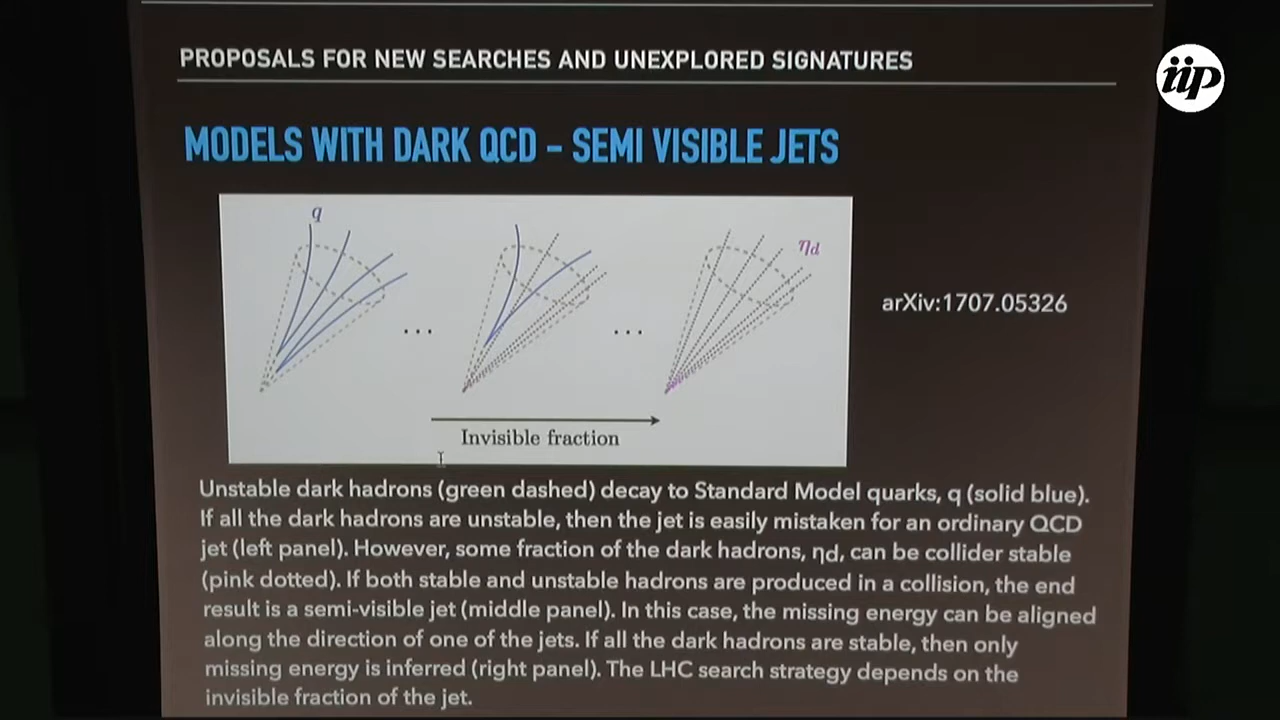 PROPOSALS FOR NEW SEARCHES AND UNEXPLORED SIGNATURES
iip
MODELS WITH DARK QCD - SEMI VISIBLE JETS
q
ηd
arXiv:1707.05326
... ...
Invisible fraction
Unstable dark hadrons (green dashed) decay to Standard Model quarks, q (solid blue).
If all the dark hadrons are unstable, then the jet is easily mistaken for an ordinary QCD
jet (left panel). However, some fraction of the dark hadrons, ηd, can be collider stable
(pink dotted). If both stable and unstable hadrons are produced in a collision, the end
result is a semi-visible jet (middle panel). In this case, the missing energy can be aligned
along the direction of one of the jets. If all the dark hadrons are stable, then only
missing energy is inferred (right panel). The LHC search strategy depends on the
invisible fraction of the jet.